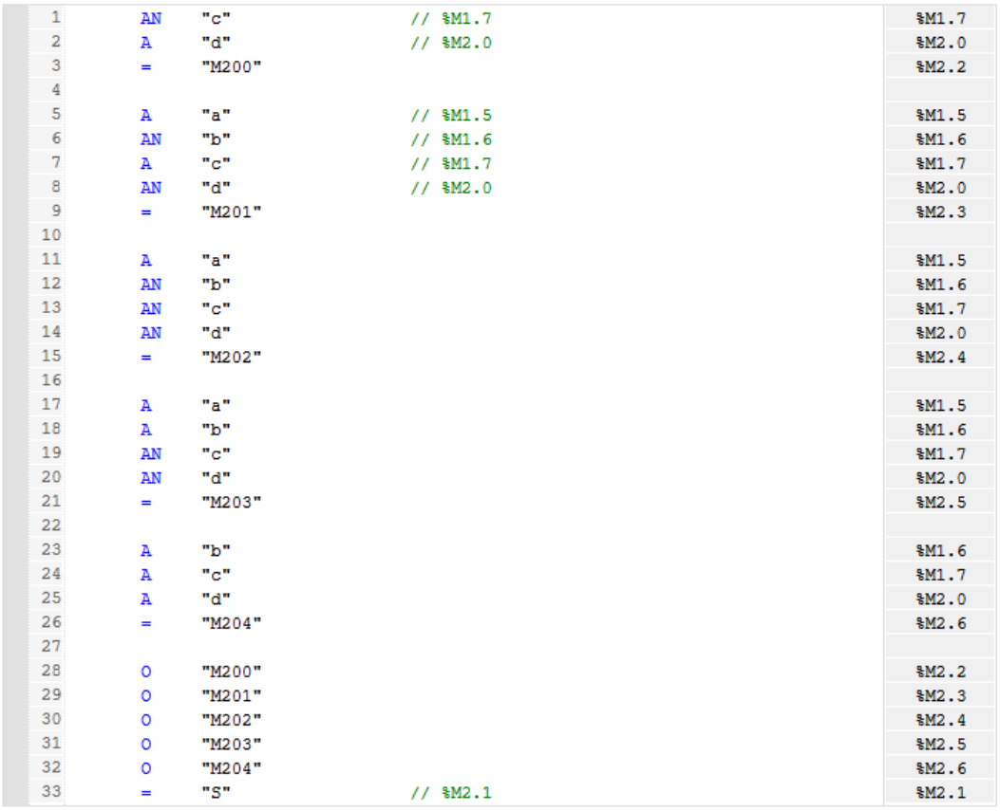 1 AN "c" // %M1.7 %M1.7
2 A "d" // %M2.0 %M2.0
3 = "M200" %M2.2
4
5 A "a" // %M1.5 %M1.5
6 AN "b" // %M1.6 %M1.6
7 A "c" // %M1.7 %M1.7
8 AN "d" // %M2.0 %M2.0
9 = "M201" %M2.3
10
11 A "a" %M1.5
12 AN "b" %M1.6
13 AN "c" %M1.7
14 AN "d" %M2.0
15 = "M202" %M2.4
16
17 A "a" %M1.5
18 A "b" %M1.6
19 AN "c" %M1.7
20 AN "d" %M2.0
21 = "M203" %M2.5
22
23 A "b" %M1.6
24 A "c" %M1.7
25 A "d" %M2.0
26 = "M204" %M2.6
27
28 O "M200" %M2.2
29 O "M201" %M2.3
30 O "M202" %M2.4
31 O "M203" %M2.5
32 O "M204" %M2.6
33 = "S" // %M2.1 %M2.1